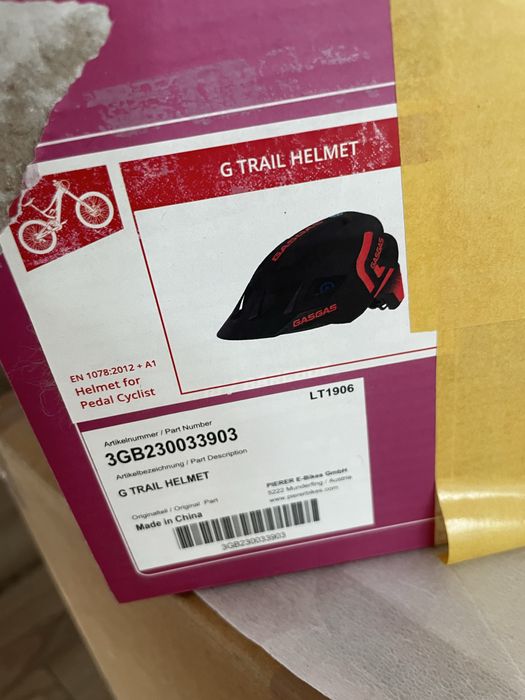 G TRAIL HELMET
GASGAS
GASGAS
GASGAS
EN 1078:2012 + A1
Helmet for
Pedal Cyclist
LT1906
Artikelnummer / Part Number
3GB230033903
Artikelbezeichnung / Part Description
G TRAIL HELMET
PIERER E-Bikes GmbH
5222 Munderfing / Austria
www.piererbikes.com
Originalteil / Original Part
Made in China
3GB230033903